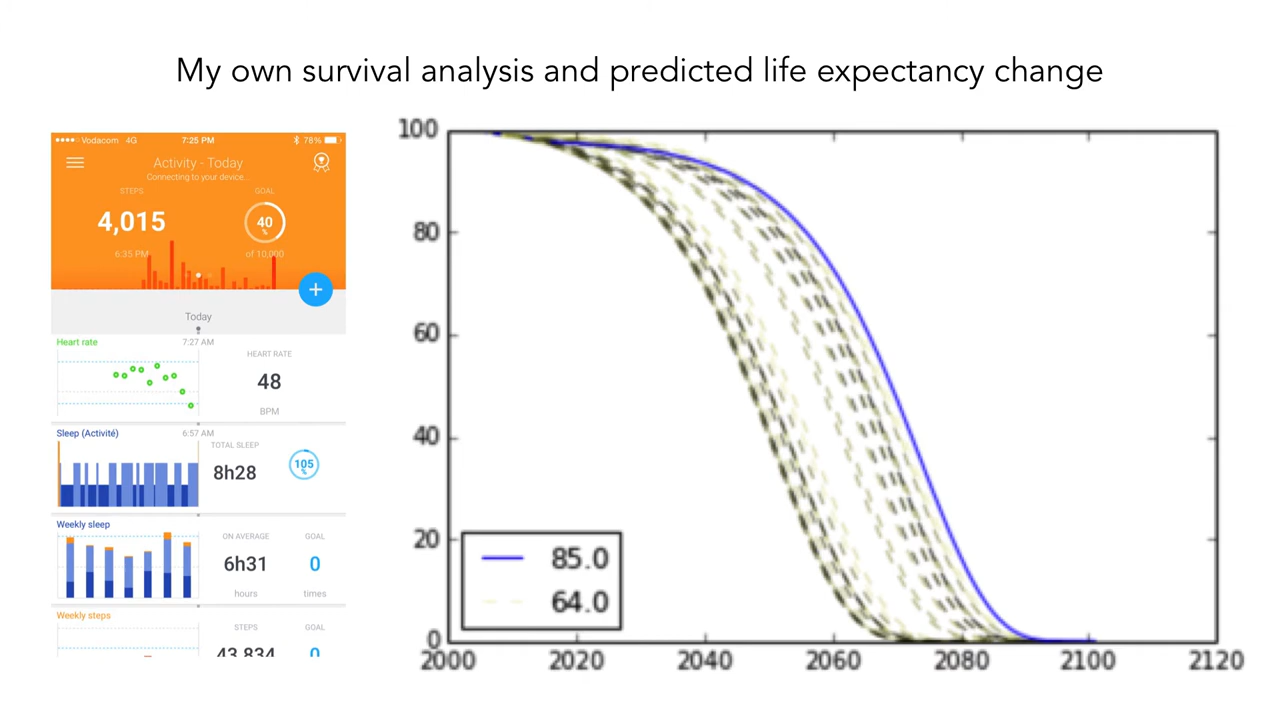 My own survival analysis and predicted life expectancy change
Vodacom 4G 7:25 PM 78%
Activity - Today
Connecting to your device...
STEPS GOAL
4,015 40 %
6:35 PM of 10,000
+
Today
Heart rate 7:27 AM
HEART RATE
48
BPM
Sleep (Activité) 6:57 AM
TOTAL SLEEP
8h28 105 %
Weekly sleep
ON AVERAGE GOAL
6h31 0
hours times
Weekly steps
STEPS GOAL
43,834 0
100
80
60
40
20
0
85.0
64.0
2000 2020 2040 2060 2080 2100 2120